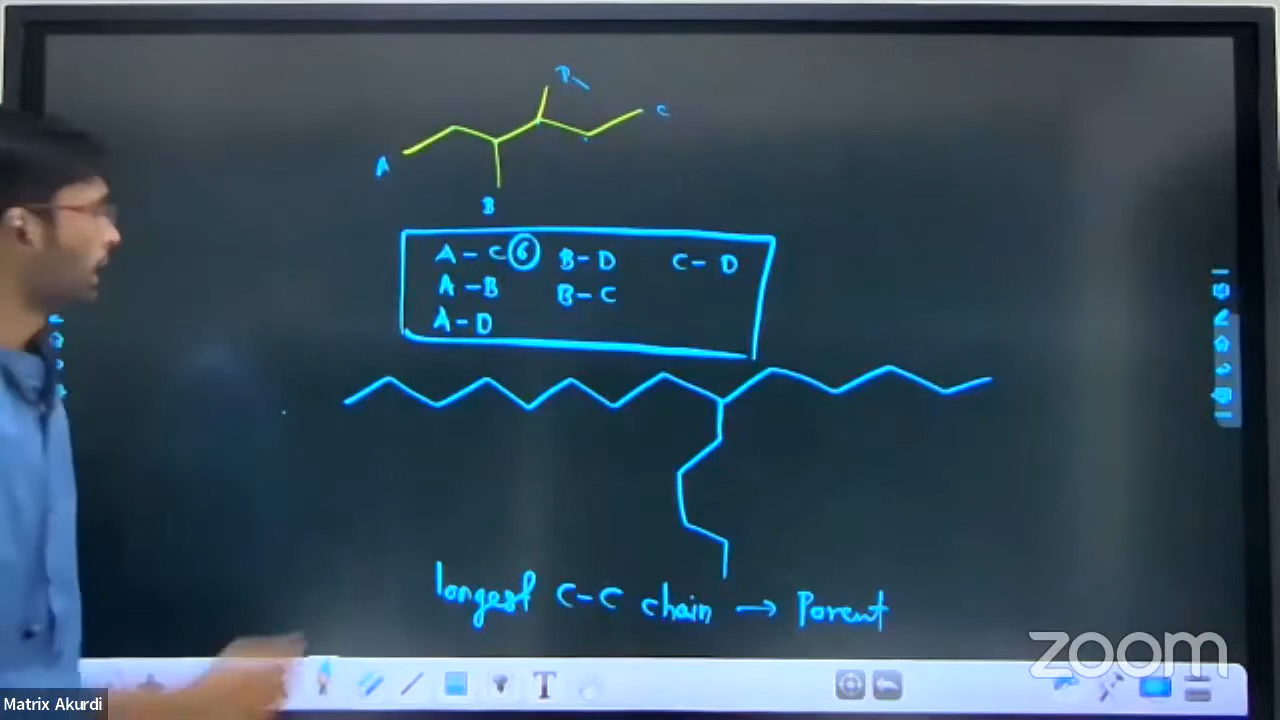 D
C
A
B
A - C 6 B - D C - D
A - B B - C
A - D
longest C-C chain → Parent
zoom
T
Matrix Akurdi